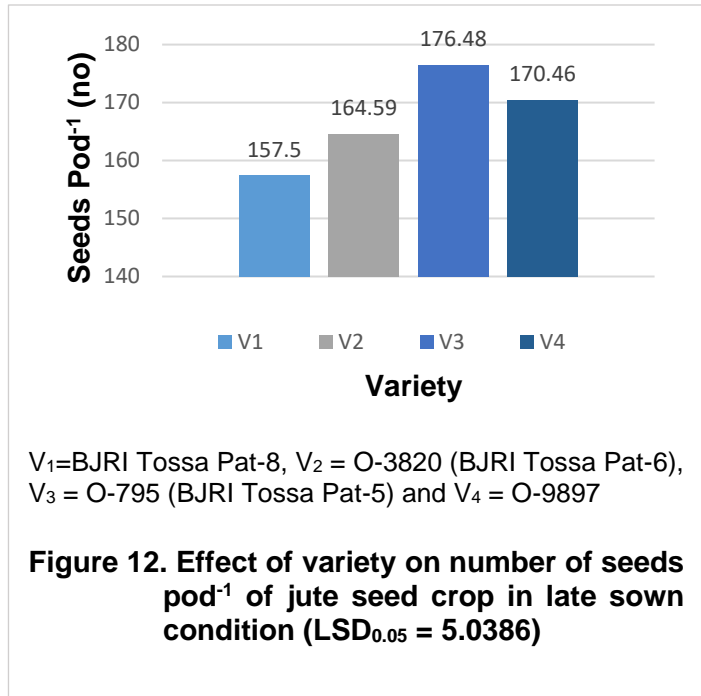 180
170
160
150
140
Seeds Pod⁻¹ (no)
157.5
164.59
176.48
170.46
V1 V2 V3 V4
Variety
V₁=BJRI Tossa Pat-8, V₂ = O-3820 (BJRI Tossa Pat-6),
V₃ = O-795 (BJRI Tossa Pat-5) and V₄ = O-9897
Figure 12. Effect of variety on number of seeds
pod⁻¹ of jute seed crop in late sown
condition (LSD₀.₀₅ = 5.0386)